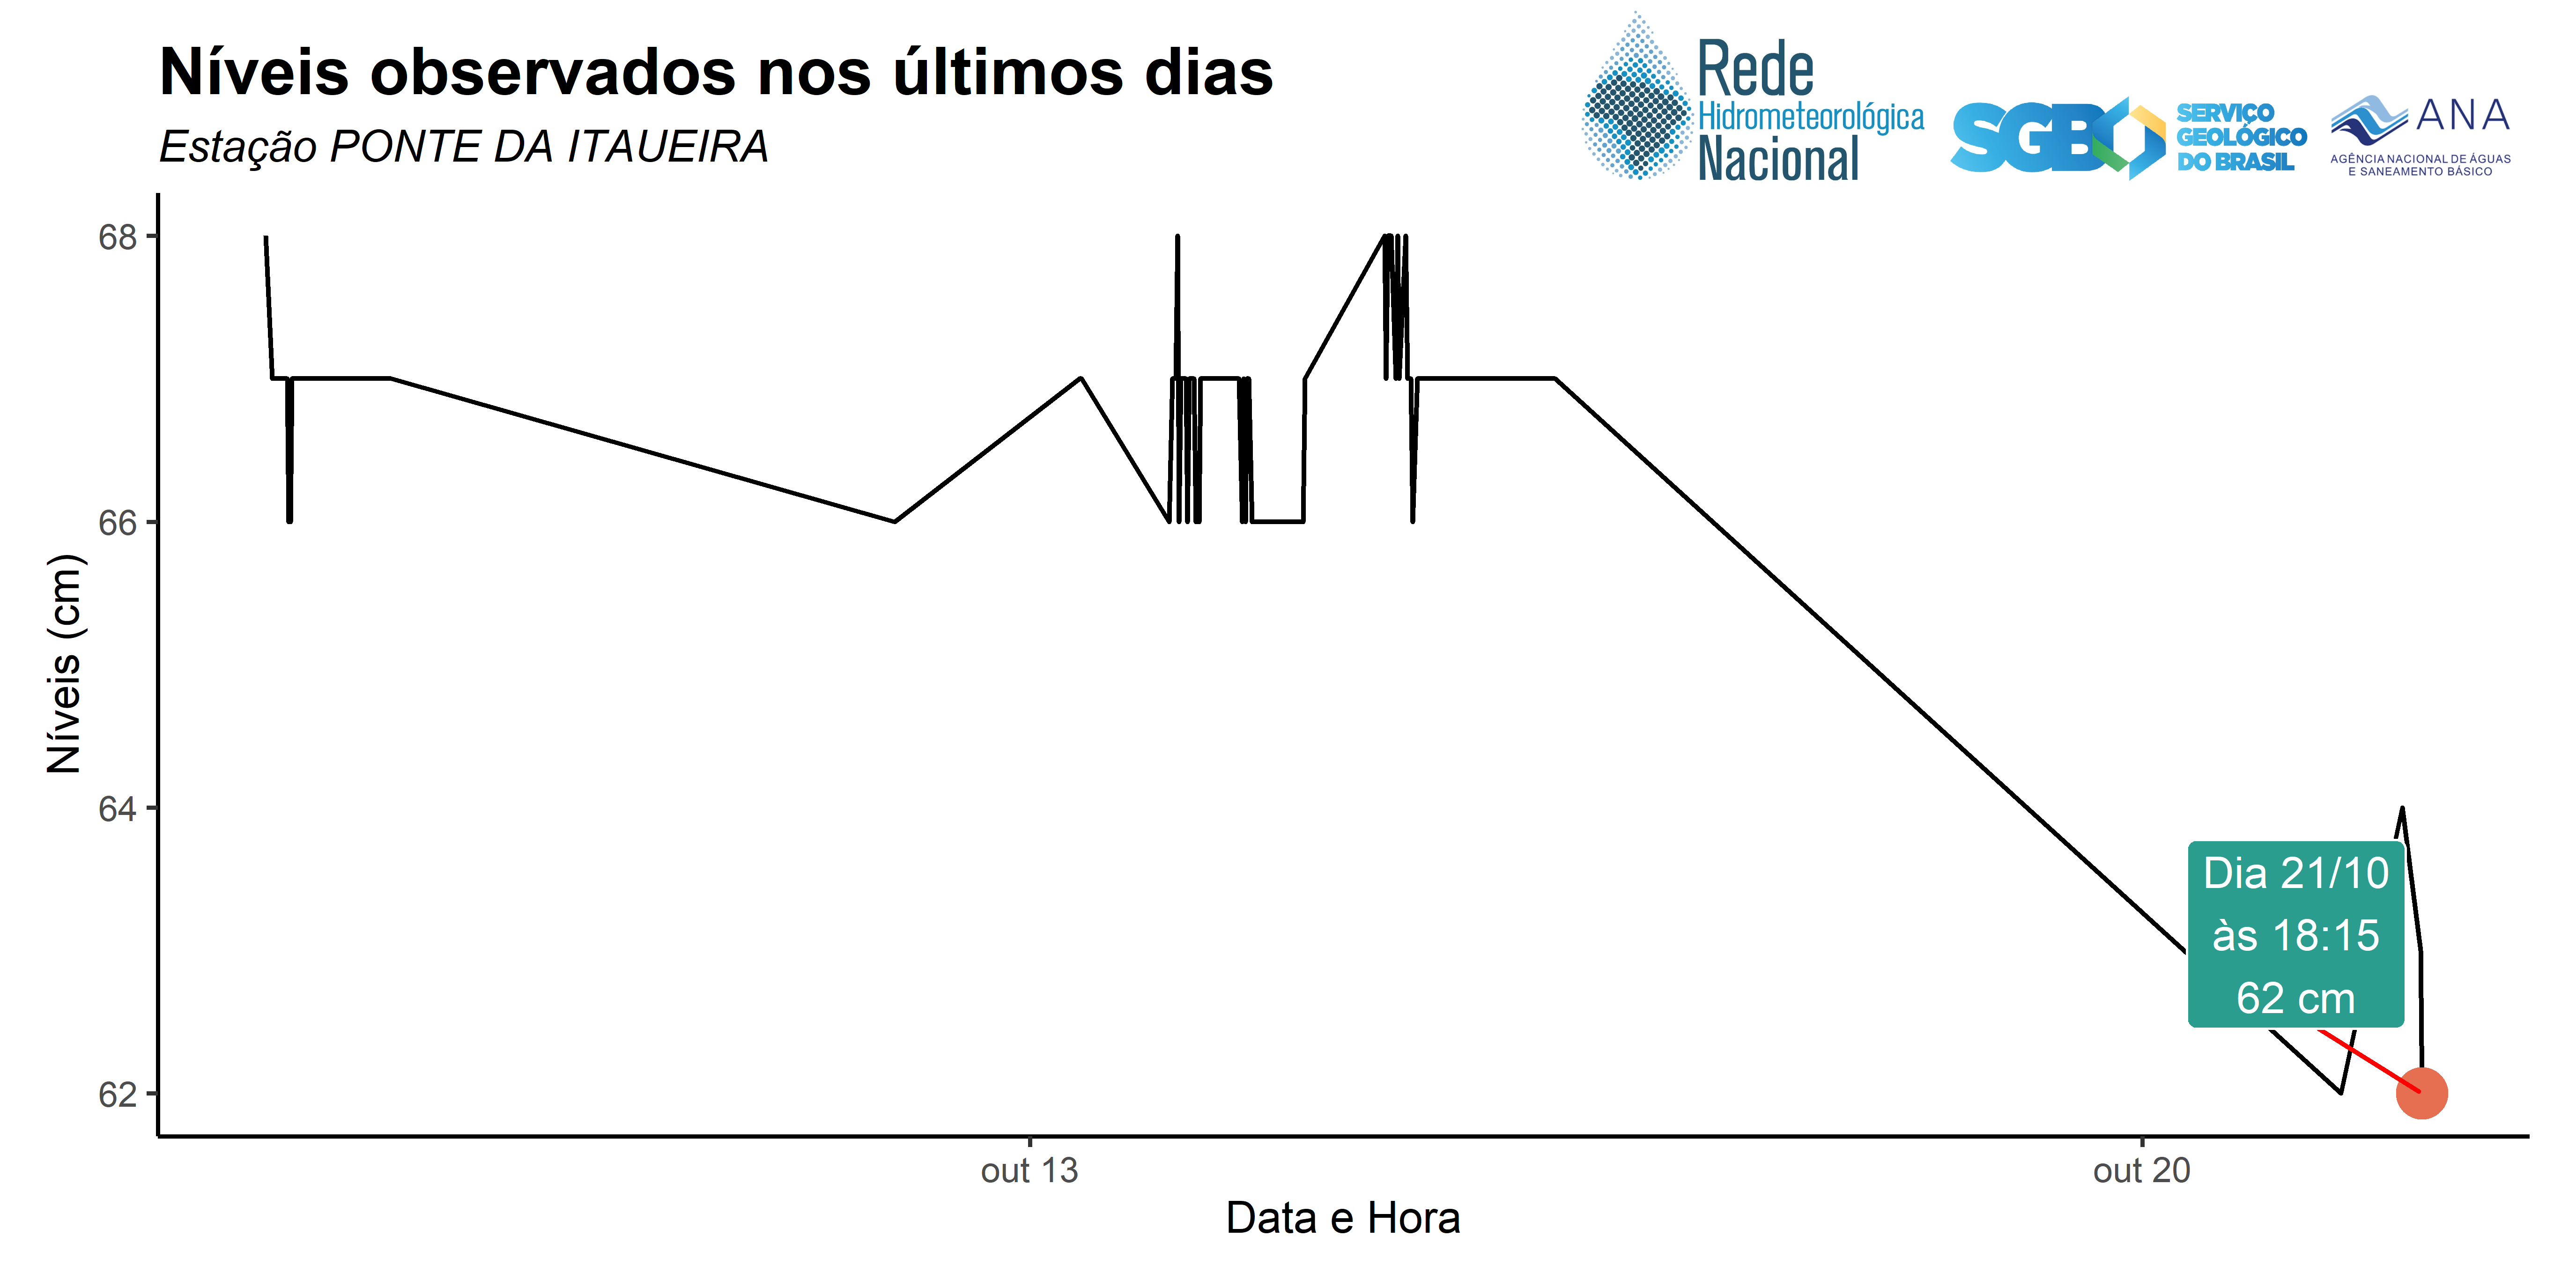 Níveis observados nos últimos dias
Estação PONTE DA ITAUEIRA
Rede
Hidrometeorológica
Nacional
SGB
SERVIÇO
GEOLÓGICO
DO BRASIL
ANA
AGÊNCIA NACIONAL DE ÁGUAS
E SANEAMENTO BÁSICO
68
66
64
62
Níveis (cm)
Dia 21/10
às 18:15
62 cm
out 13
out 20
Data e Hora